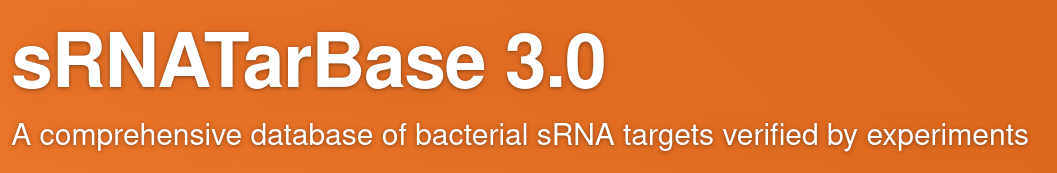 sRNATarBase 3.0
A comprehensive database of bacterial sRNA targets verified by experiments